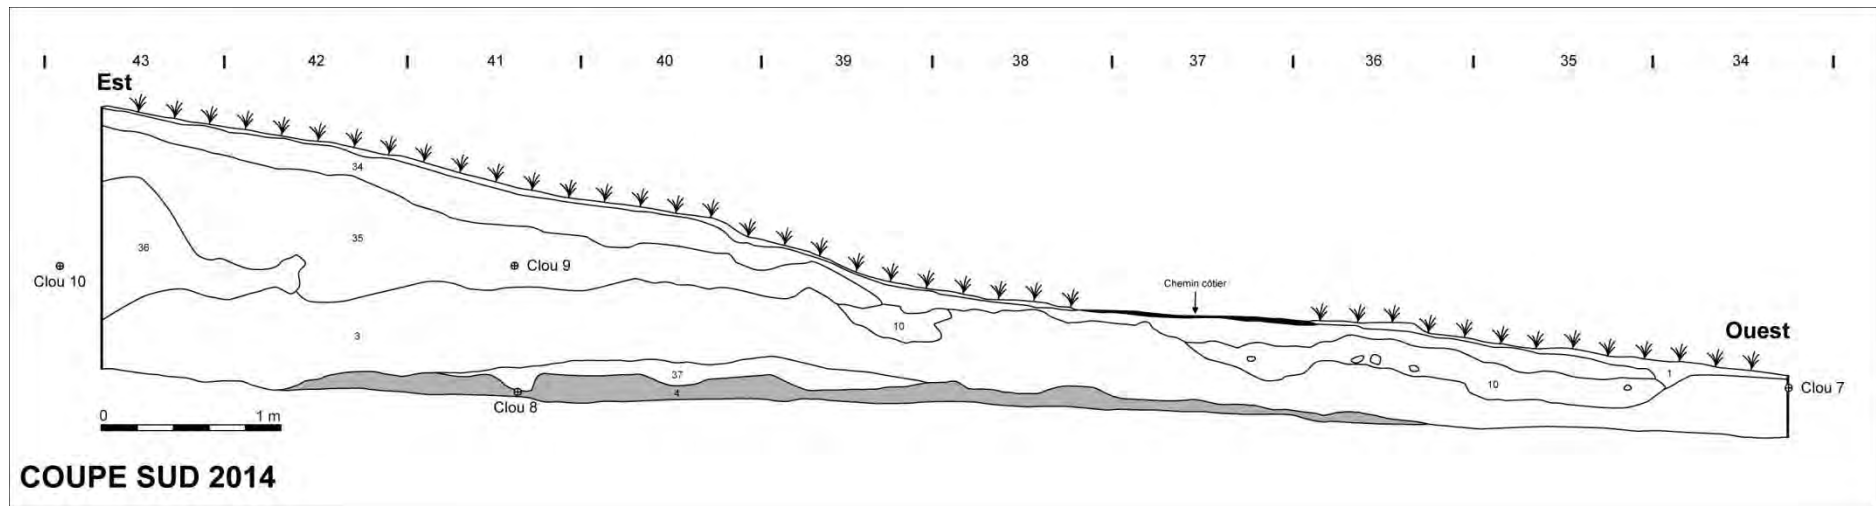 43 42 41 40 39 38 37 36 35 34
Est
34
35
36
Clou 10
Clou 9
Chemin côtier
10
3
Ouest
37
4
Clou 8
10
1
Clou 7
0 1 m
COUPE SUD 2014